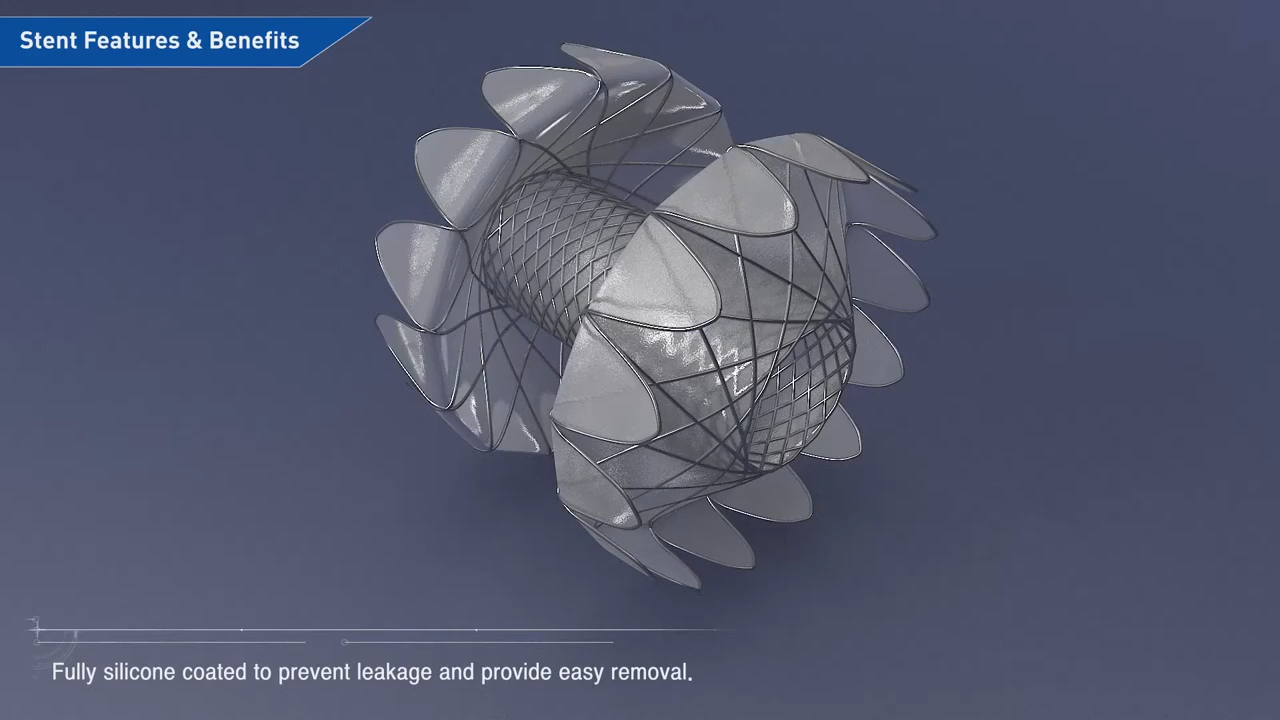 Stent Features & Benefits
Fully silicone coated to prevent leakage and provide easy removal.